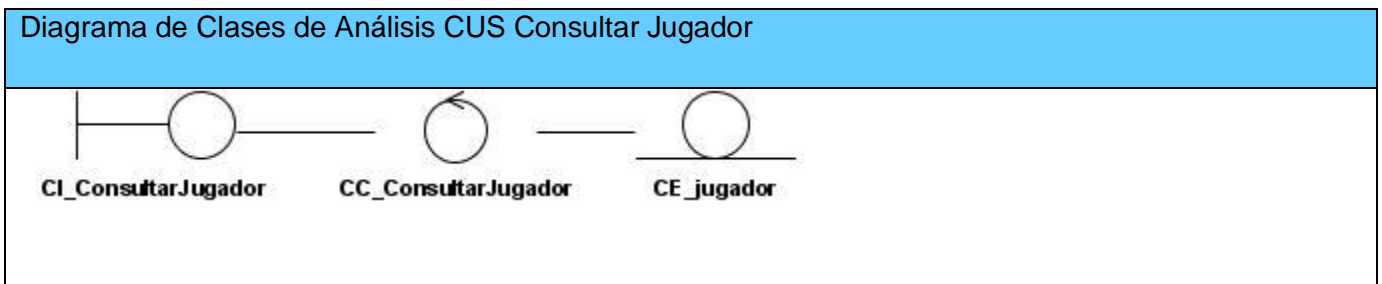 Diagrama de Clases de Análisis CUS Consultar Jugador
CI_ConsultarJugador CC_ConsultarJugador CE_jugador